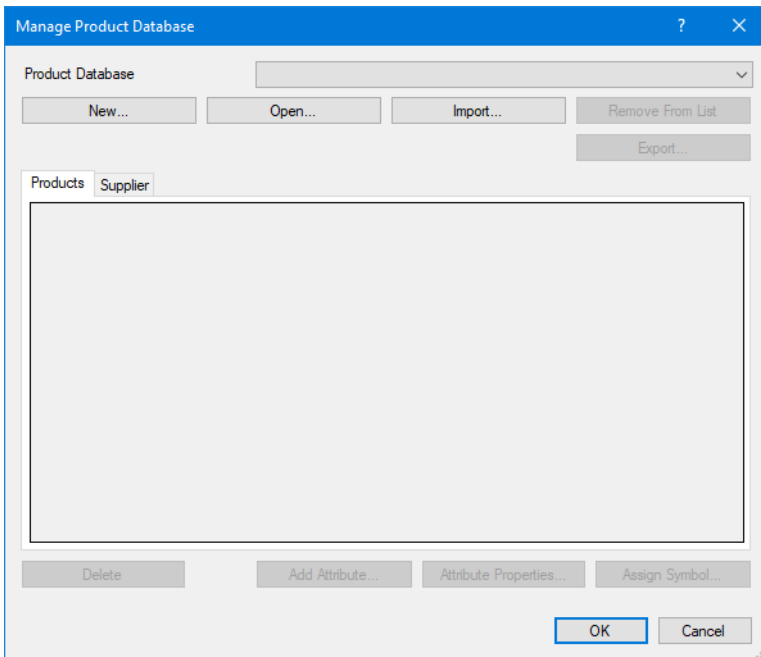 Manage Product Database ?
Product Database
New... Open... Import... Remove From List
Export...
Products Supplier
Delete Add Attribute... Attribute Properties... Assign Symbol...
OK Cancel